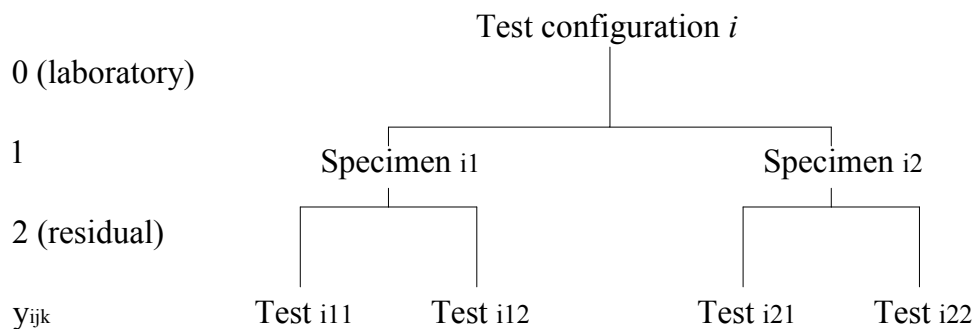 Test configuration i
0 (laboratory)
1
Specimen i1 Specimen i2
2 (residual)
yijk Test i11 Test i12 Test i21 Test i22